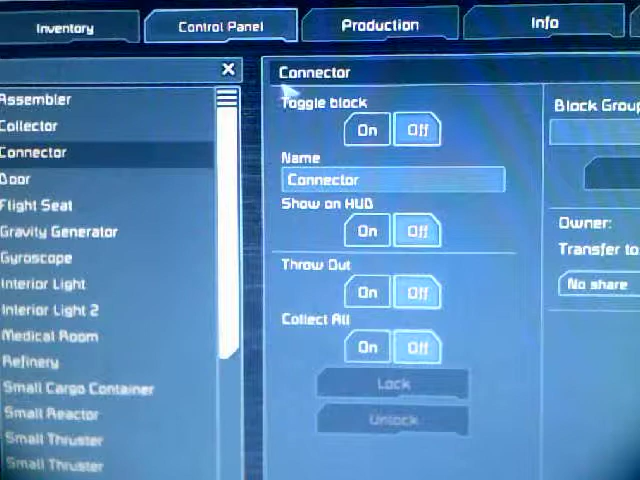 Inventory
Control Panel
Production
Info
Assembler
Collector
Connector
Door
Flight Seat
Gravity Generator
Gyroscope
Interior Light
Interior Light 2
Medical Room
Refinery
Small Cargo Container
Small Reactor
Small Thruster
Small Thruster
Connector
Toggle block
On Off
Name
Connector
Show on HUD
On Off
Throw Out
On Off
Collect All
On Off
Lock
Unlock
Block Grou
Owner:
Transfer to
No share